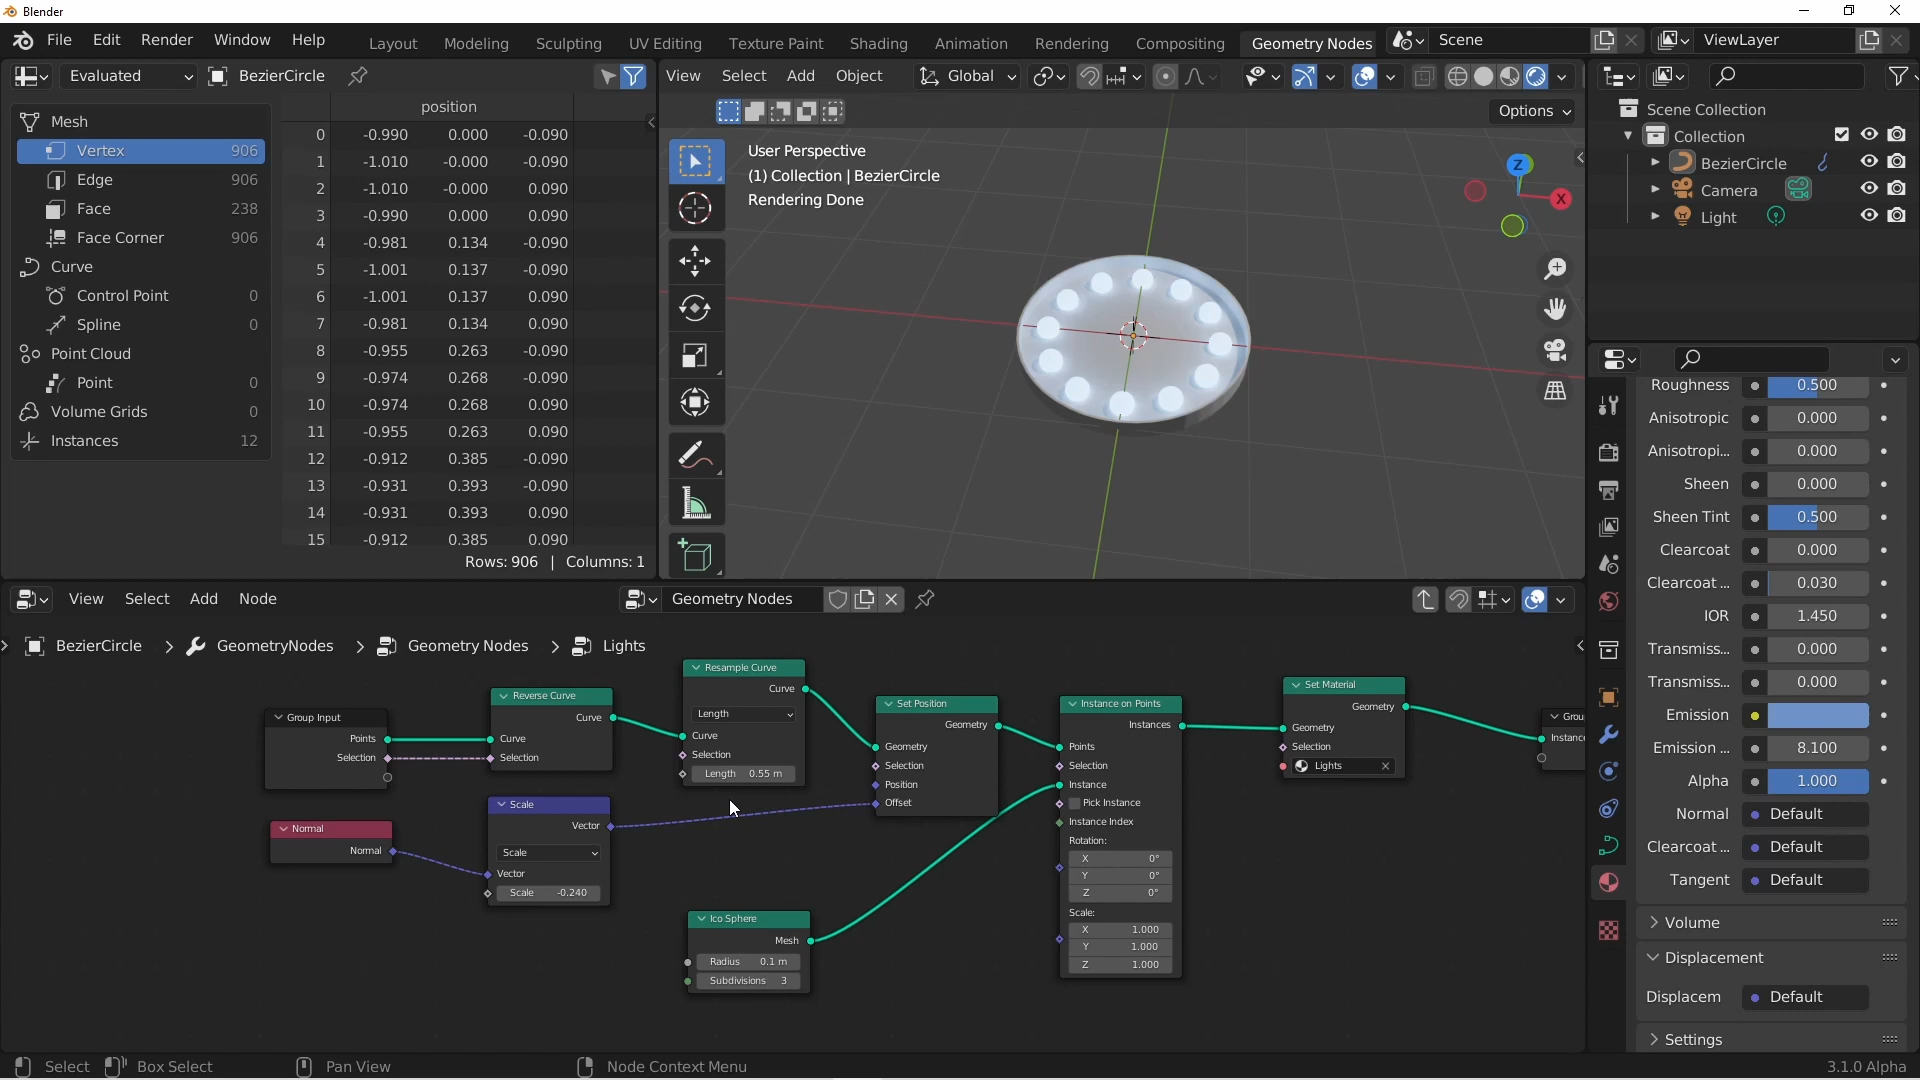 Blender
File Edit Render Window Help
Layout Modeling Sculpting UV Editing Texture Paint Shading Animation Rendering Compositing Geometry Nodes
Scene
ViewLayer
Evaluated
BezierCircle
position
Mesh
Vertex 906
Edge 906
Face 238
Face Corner 906
Curve
Control Point 0
Spline 0
Point Cloud
Point 0
Volume Grids 0
Instances 12
0 -0.990 0.000 -0.090
1 -1.010 -0.000 -0.090
2 -1.010 -0.000 0.090
3 -0.990 0.000 0.090
4 -0.981 0.134 -0.090
5 -1.001 0.137 -0.090
6 -1.001 0.137 0.090
7 -0.981 0.134 0.090
8 -0.955 0.263 -0.090
9 -0.974 0.268 -0.090
10 -0.974 0.268 0.090
11 -0.955 0.263 0.090
12 -0.912 0.385 -0.090
13 -0.931 0.393 -0.090
14 -0.931 0.393 0.090
15 -0.912 0.385 0.090
Rows: 906 | Columns: 1
View Select Add Object
Global
Options
User Perspective
(1) Collection | BezierCircle
Rendering Done
Z
X
Scene Collection
Collection
BezierCircle
Camera
Light
Roughness 0.500
Anisotropic 0.000
Anisotropi... 0.000
Sheen 0.000
Sheen Tint 0.500
Clearcoat 0.000
Clearcoat ... 0.030
IOR 1.450
Transmiss... 0.000
Transmiss... 0.000
Emission
Emission ... 8.100
Alpha 1.000
Normal Default
Clearcoat ... Default
Tangent Default
Volume
Displacement
Displacem Default
Settings
View Select Add Node
Geometry Nodes
BezierCircle > GeometryNodes > Geometry Nodes > Lights
Group Input
Points
Selection
Normal
Normal
Reverse Curve
Curve
Curve
Selection
Scale
Vector
Scale
Vector
Scale -0.240
Resample Curve
Curve
Length
Curve
Selection
Length 0.55 m
Ico Sphere
Mesh
Radius 0.1 m
Subdivisions 3
Set Position
Geometry
Geometry
Selection
Position
Offset
Instance on Points
Instances
Points
Selection
Instance
Pick Instance
Instance Index
Rotation:
X 0°
Y 0°
Z 0°
Scale:
X 1.000
Y 1.000
Z 1.000
Set Material
Geometry
Geometry
Selection
Lights
Grou
Instance
Select Box Select Pan View Node Context Menu
3.1.0 Alpha